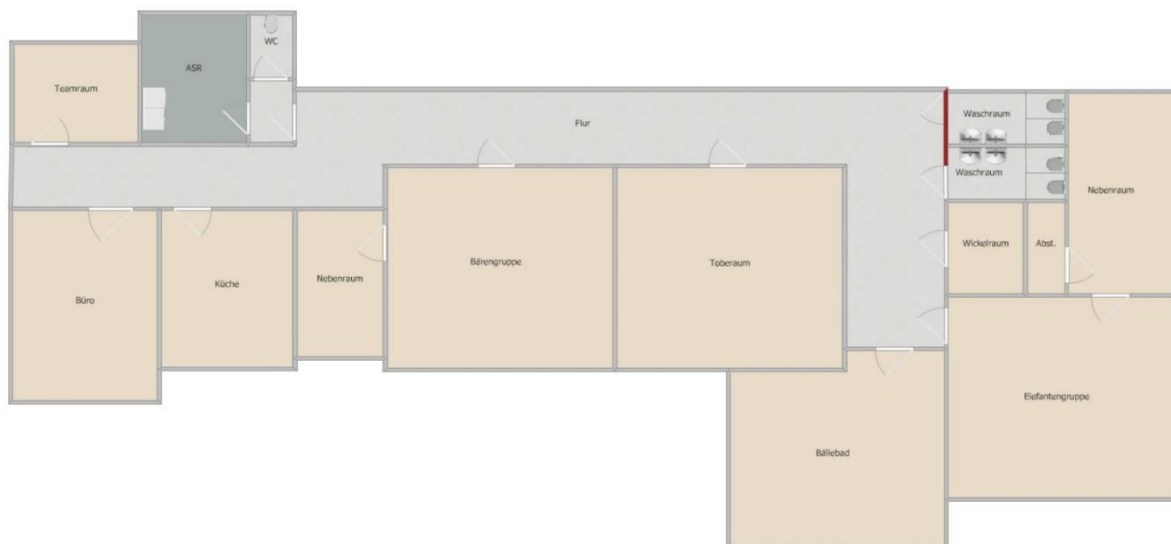 WC
ASR
Teamraum
Flur
Waschraum
Waschraum
Nebenraum
Wickelraum
Abst.
Bärengruppe
Toberaum
Nebenraum
Küche
Büro
Elefantengruppe
Bällebad